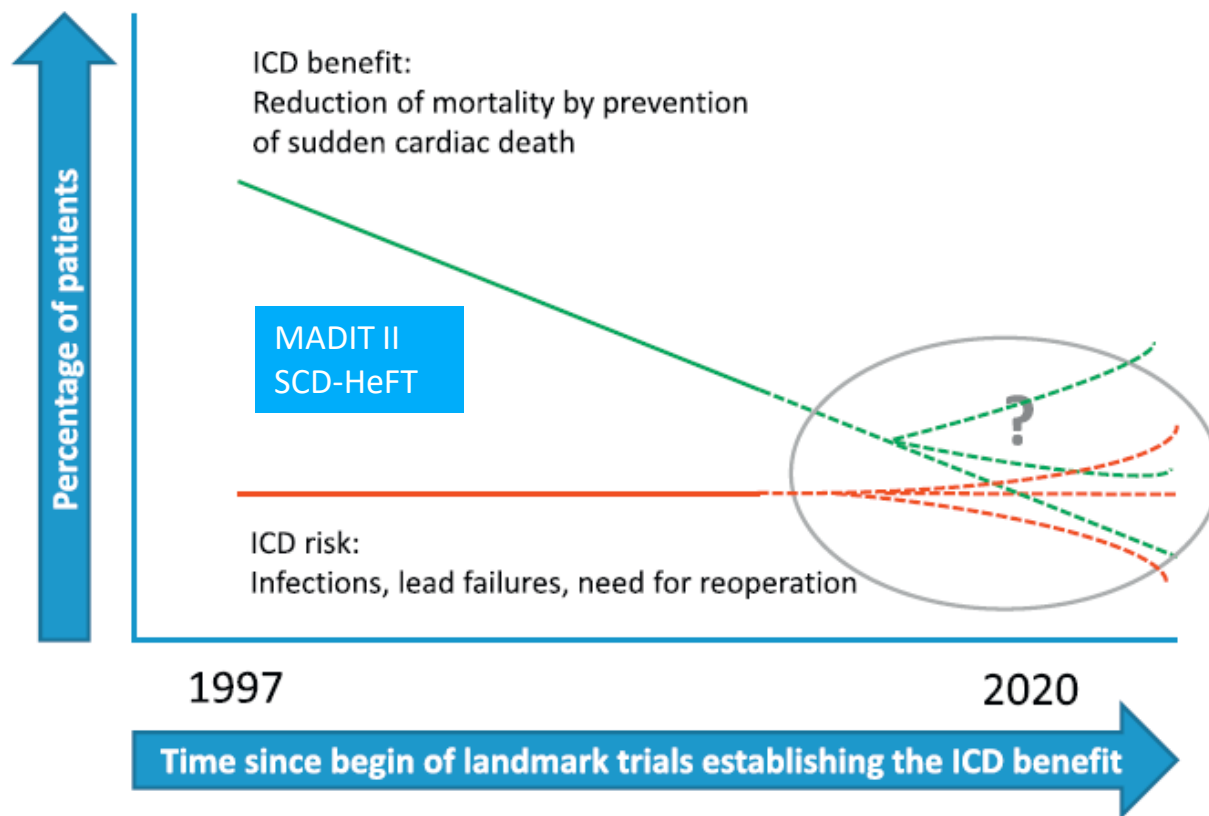 Percentage of patients
ICD benefit:
Reduction of mortality by prevention
of sudden cardiac death
MADIT II
SCD-HeFT
?
ICD risk:
Infections, lead failures, need for reoperation
1997
2020
Time since begin of landmark trials establishing the ICD benefit